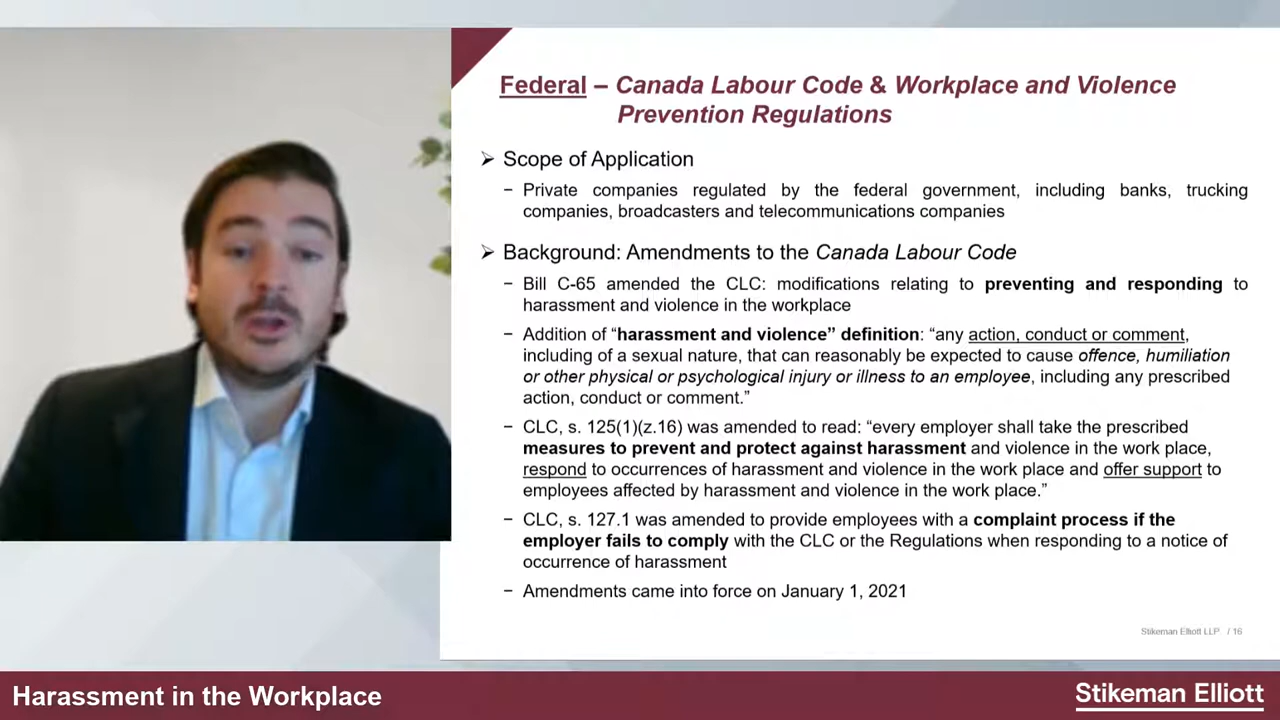 Federal – Canada Labour Code & Workplace and Violence
Prevention Regulations
➢ Scope of Application
− Private companies regulated by the federal government, including banks, trucking
companies, broadcasters and telecommunications companies
➢ Background: Amendments to the Canada Labour Code
− Bill C-65 amended the CLC: modifications relating to preventing and responding to
harassment and violence in the workplace
− Addition of “harassment and violence” definition: “any action, conduct or comment,
including of a sexual nature, that can reasonably be expected to cause offence, humiliation
or other physical or psychological injury or illness to an employee, including any prescribed
action, conduct or comment.”
− CLC, s. 125(1)(z.16) was amended to read: “every employer shall take the prescribed
measures to prevent and protect against harassment and violence in the work place,
respond to occurrences of harassment and violence in the work place and offer support to
employees affected by harassment and violence in the work place.”
− CLC, s. 127.1 was amended to provide employees with a complaint process if the
employer fails to comply with the CLC or the Regulations when responding to a notice of
occurrence of harassment
− Amendments came into force on January 1, 2021
Stikeman Elliott LLP / 16
Harassment in the Workplace
Stikeman Elliott